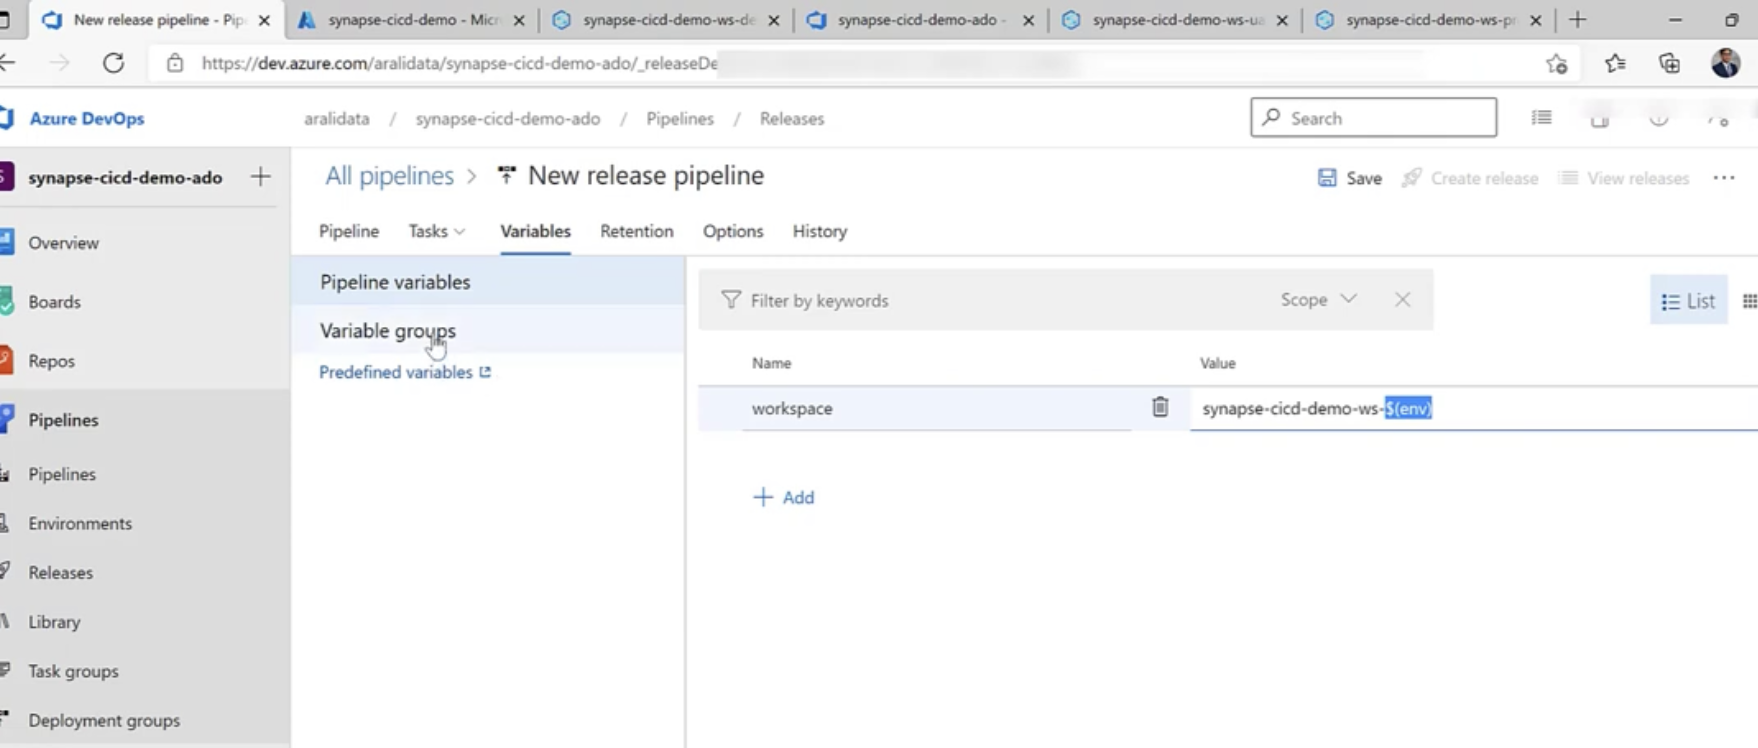 New release pipeline - Pip
synapse-cicd-demo - Micr
synapse-cicd-demo-ws-de
synapse-cicd-demo-ado -
synapse-cicd-demo-ws-ua
synapse-cicd-demo-ws-pr
https://dev.azure.com/aralidata/synapse-cicd-demo-ado/_releaseDe
Azure DevOps
aralidata / synapse-cicd-demo-ado / Pipelines / Releases
Search
S synapse-cicd-demo-ado
All pipelines > New release pipeline
Save
Create release
View releases
Pipeline
Tasks
Variables
Retention
Options
History
Overview
Boards
Repos
Pipelines
Pipelines
Environments
Releases
Library
Task groups
Deployment groups
Pipeline variables
Variable groups
Predefined variables
Filter by keywords
Scope
List
Name
Value
workspace
synapse-cicd-demo-ws-$(env)
+ Add